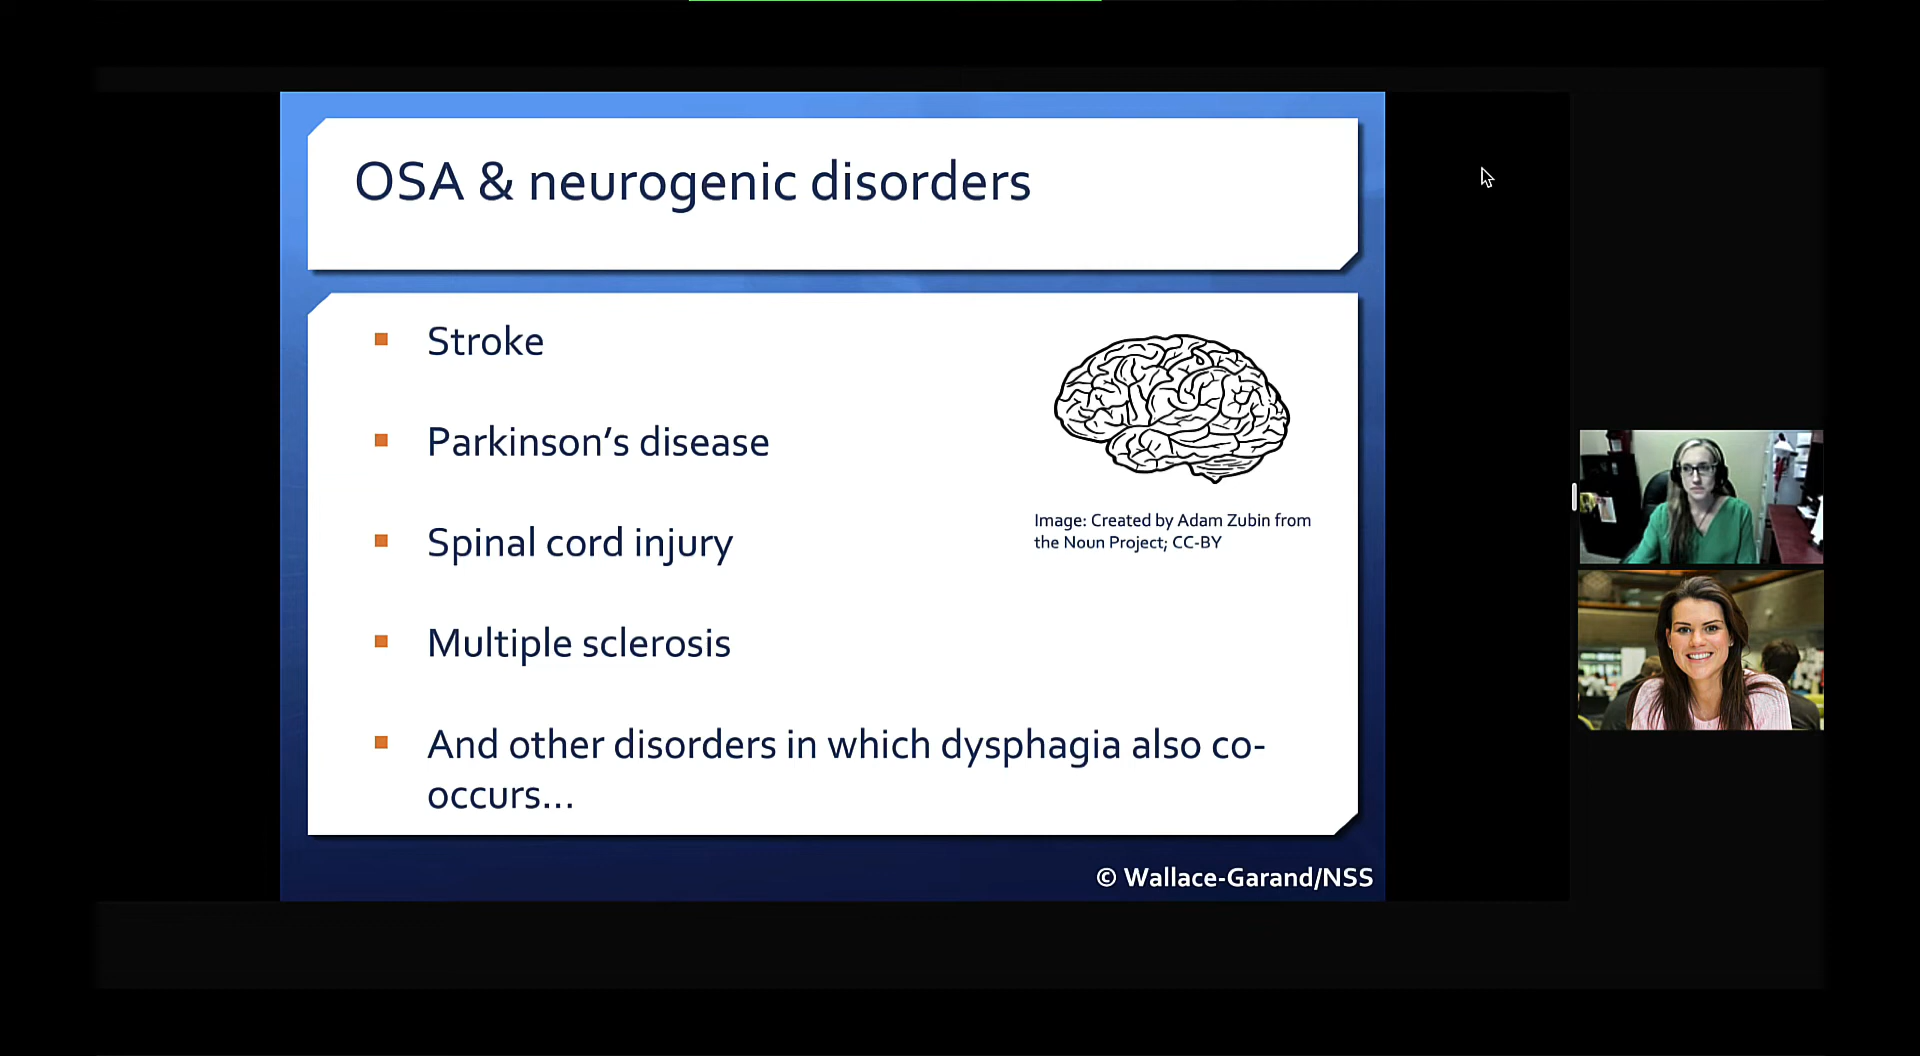 OSA & neurogenic disorders
Stroke
Parkinson’s disease
Spinal cord injury
Multiple sclerosis
And other disorders in which dysphagia also co-
occurs...
Image: Created by Adam Zubin from
the Noun Project; CC-BY
© Wallace-Garand/NSS